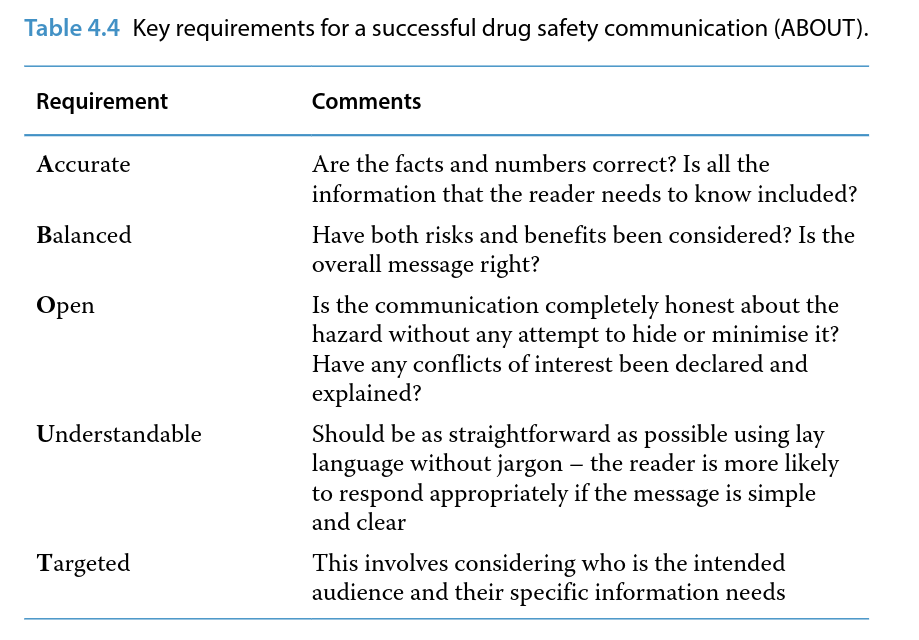 Table 4.4 Key requirements for a successful drug safety communication (ABOUT).
Requirement Comments
Accurate Are the facts and numbers correct? Is all the
information that the reader needs to know included?
Balanced Have both risks and benefits been considered? Is the
overall message right?
Open Is the communication completely honest about the
hazard without any attempt to hide or minimise it?
Have any conflicts of interest been declared and
explained?
Understandable Should be as straightforward as possible using lay
language without jargon – the reader is more likely
to respond appropriately if the message is simple
and clear
Targeted This involves considering who is the intended
audience and their specific information needs